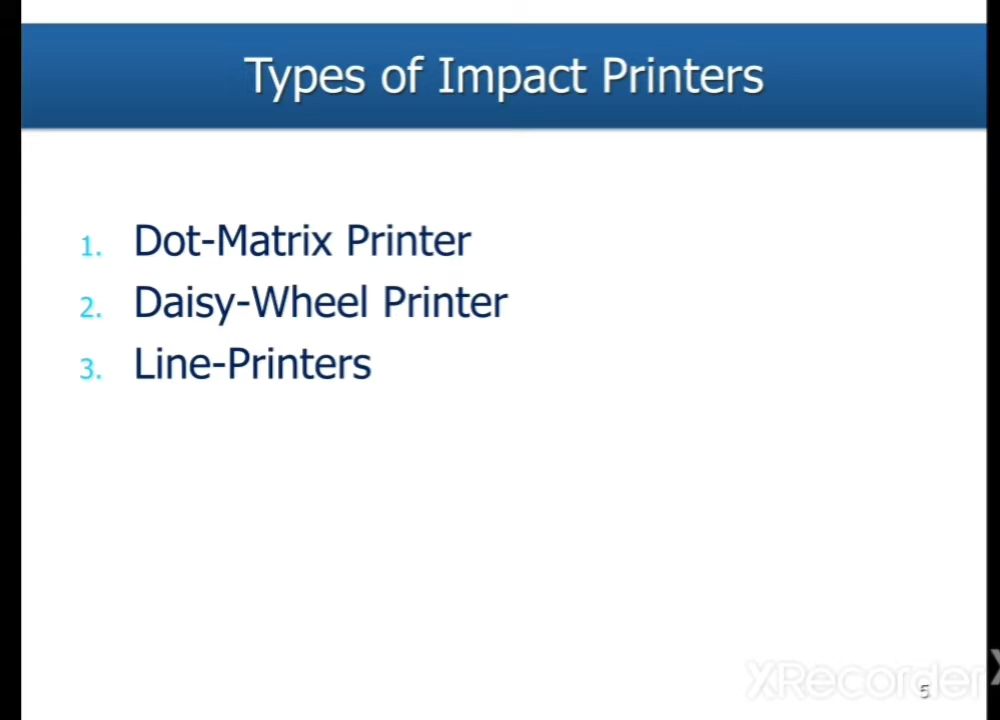 Types of Impact Printers
1. Dot-Matrix Printer
2. Daisy-Wheel Printer
3. Line-Printers
XRecorder
5